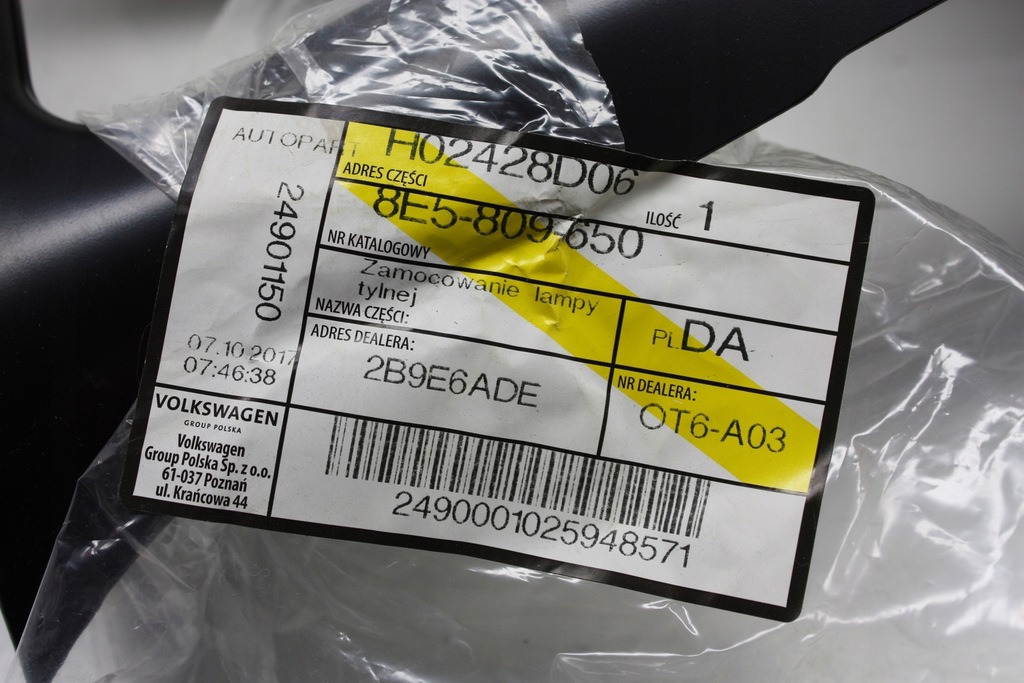 AUTOPART
24901150
07.10.2017
07:46:38
H02428D06
ADRES CZĘŚCI
ILOŚĆ 1
8E5-809-650
NR KATALOGOWY
Zamocowanie lampy
tylnej
NAZWA CZĘŚCI:
PL DA
ADRES DEALERA:
2B9E6ADE
NR DEALERA:
OT6-A03
VOLKSWAGEN
GROUP POLSKA
Volkswagen
Group Polska Sp. z o.o.
61-037 Poznań
ul. Krańcowa 44
2490001025948571